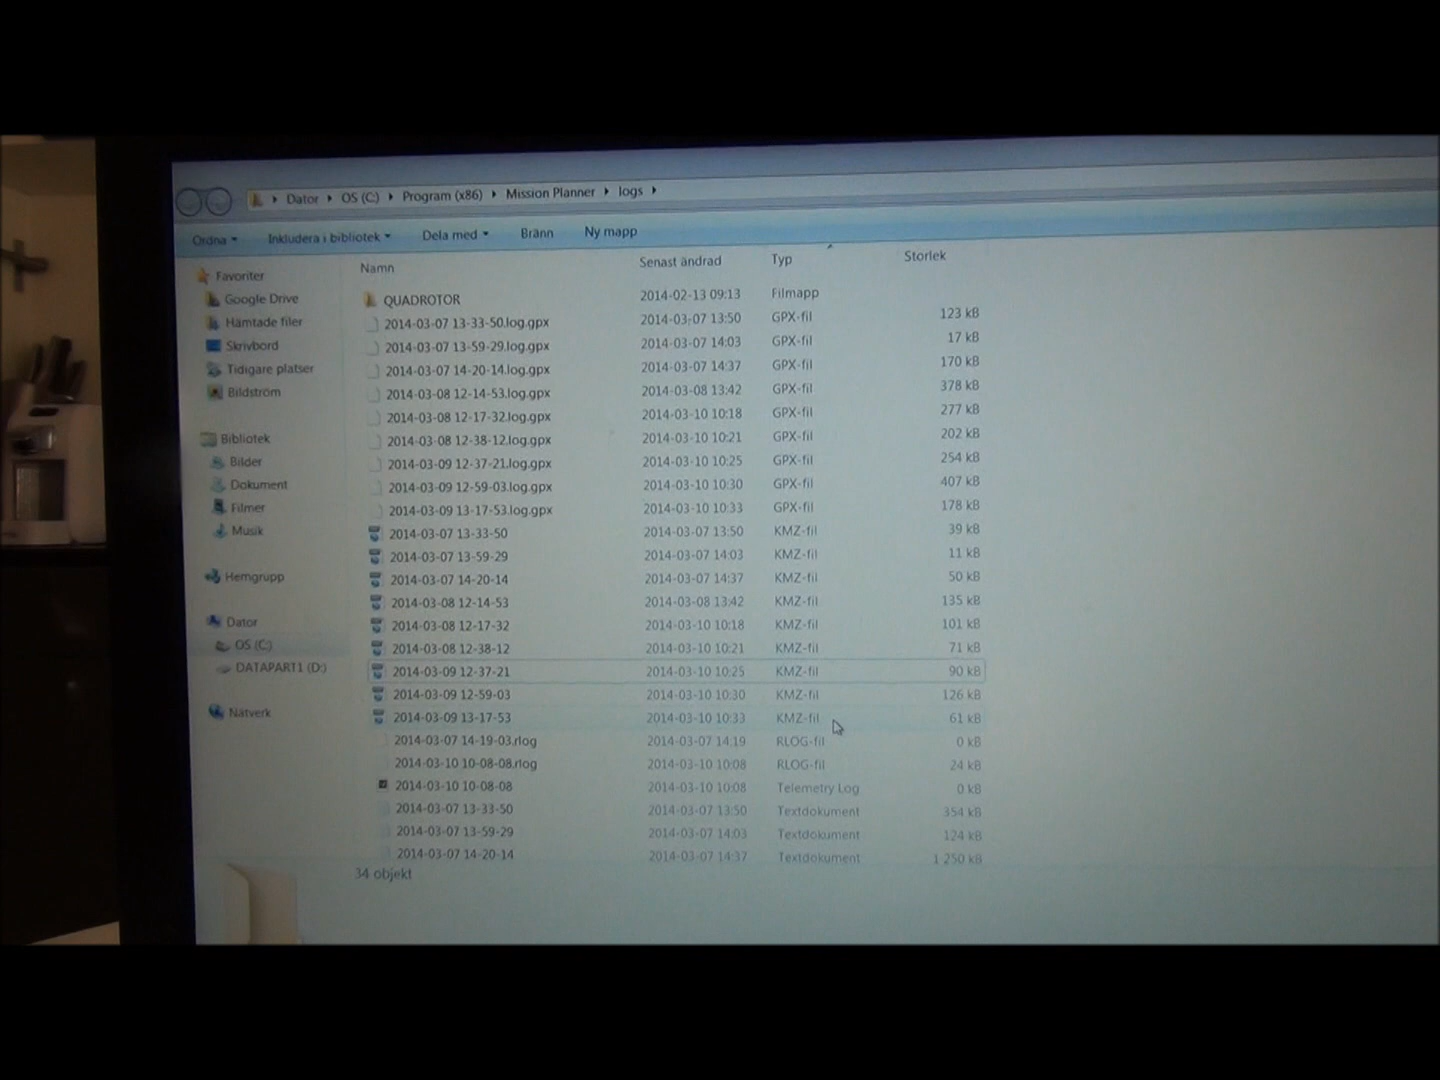 Dator OS (C:) Program (x86) Mission Planner logs
Ordna Inkludera i bibliotek Dela med Bränn Ny mapp
Namn Senast ändrad Typ Storlek
Favoriter
Google Drive
Hämtade filer
Skrivbord
Tidigare platser
Bildström
Bibliotek
Bilder
Dokument
Filmer
Musik
Hemgrupp
Dator
OS (C:)
DATAPART1 (D:)
Nätverk
QUADROTOR 2014-02-13 09:13 Filmapp
2014-03-07 13-33-50.log.gpx 2014-03-07 13:50 GPX-fil 123 kB
2014-03-07 13-59-29.log.gpx 2014-03-07 14:03 GPX-fil 17 kB
2014-03-07 14-20-14.log.gpx 2014-03-07 14:37 GPX-fil 170 kB
2014-03-08 12-14-53.log.gpx 2014-03-08 13:42 GPX-fil 378 kB
2014-03-08 12-17-32.log.gpx 2014-03-10 10:18 GPX-fil 277 kB
2014-03-08 12-38-12.log.gpx 2014-03-10 10:21 GPX-fil 202 kB
2014-03-09 12-37-21.log.gpx 2014-03-10 10:25 GPX-fil 254 kB
2014-03-09 12-59-03.log.gpx 2014-03-10 10:30 GPX-fil 407 kB
2014-03-09 13-17-53.log.gpx 2014-03-10 10:33 GPX-fil 178 kB
2014-03-07 13-33-50 2014-03-07 13:50 KMZ-fil 39 kB
2014-03-07 13-59-29 2014-03-07 14:03 KMZ-fil 11 kB
2014-03-07 14-20-14 2014-03-07 14:37 KMZ-fil 50 kB
2014-03-08 12-14-53 2014-03-08 13:42 KMZ-fil 135 kB
2014-03-08 12-17-32 2014-03-10 10:18 KMZ-fil 101 kB
2014-03-08 12-38-12 2014-03-10 10:21 KMZ-fil 71 kB
2014-03-09 12-37-21 2014-03-10 10:25 KMZ-fil 90 kB
2014-03-09 12-59-03 2014-03-10 10:30 KMZ-fil 126 kB
2014-03-09 13-17-53 2014-03-10 10:33 KMZ-fil 61 kB
2014-03-07 14-19-03.rlog 2014-03-07 14:19 RLOG-fil 0 kB
2014-03-10 10-08-08.rlog 2014-03-10 10:08 RLOG-fil 24 kB
2014-03-10 10-08-08 2014-03-10 10:08 Telemetry Log 0 kB
2014-03-07 13-33-50 2014-03-07 13:50 Textdokument 354 kB
2014-03-07 13-59-29 2014-03-07 14:03 Textdokument 124 kB
2014-03-07 14-20-14 2014-03-07 14:37 Textdokument 1 250 kB
34 objekt